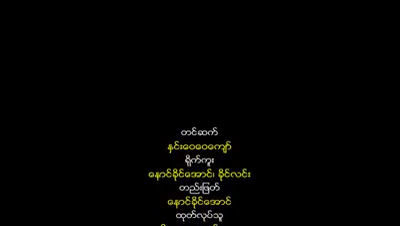 တင်ဆက်
နှင်းဝေဝေကျော်
ရိုက်ကူး
နောင်ခိုင်အောင်၊ ခိုင်လင်း
တည်းဖြတ်
နောင်ခိုင်အောင်
ထုတ်လုပ်သူ